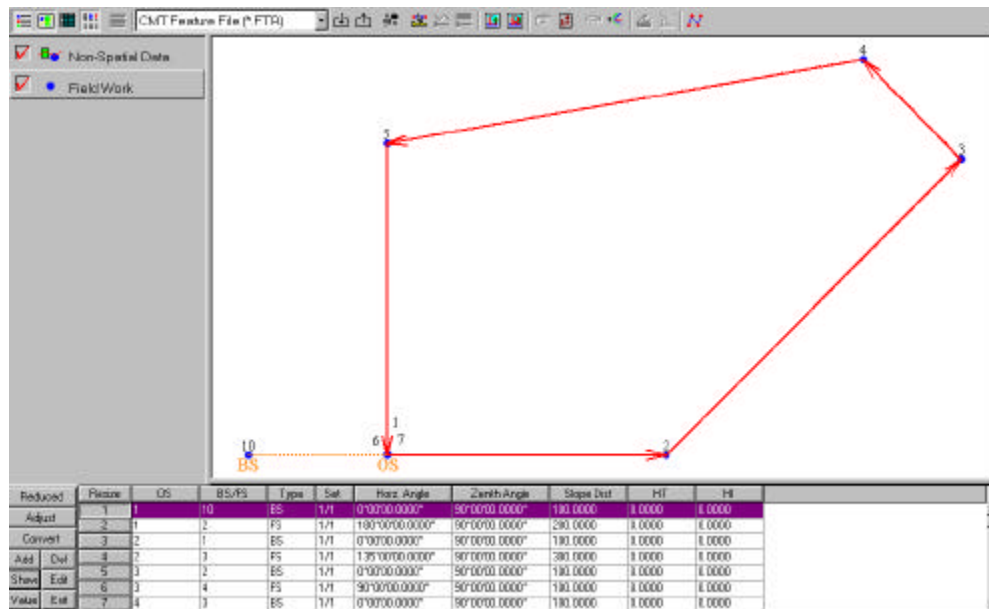 CMT Feature File (*.FTR)
Non-Spatial Data
Field Work
4
5
3
1
6 7
10
2
BS OS
Reduced
Adjust
Convert
Add Del
Show Edit
Value Exit
OS BS/FS Type Set Horz. Angle Zenith Angle Slope Dist HT HI
1 1 10 BS 1/1 0°00'00.0000" 90°00'00.0000" 100.0000 0.0000 0.0000
2 1 2 FS 1/1 180°00'00.0000" 90°00'00.0000" 200.0000 0.0000 0.0000
3 2 1 BS 1/1 0°00'00.0000" 90°00'00.0000" 100.0000 0.0000 0.0000
4 2 3 FS 1/1 135°00'00.0000" 90°00'00.0000" 300.0000 0.0000 0.0000
5 3 2 BS 1/1 0°00'00.0000" 90°00'00.0000" 100.0000 0.0000 0.0000
6 3 4 FS 1/1 90°00'00.0000" 90°00'00.0000" 100.0000 0.0000 0.0000
7 4 3 BS 1/1 0°00'00.0000" 90°00'00.0000" 100.0000 0.0000 0.0000